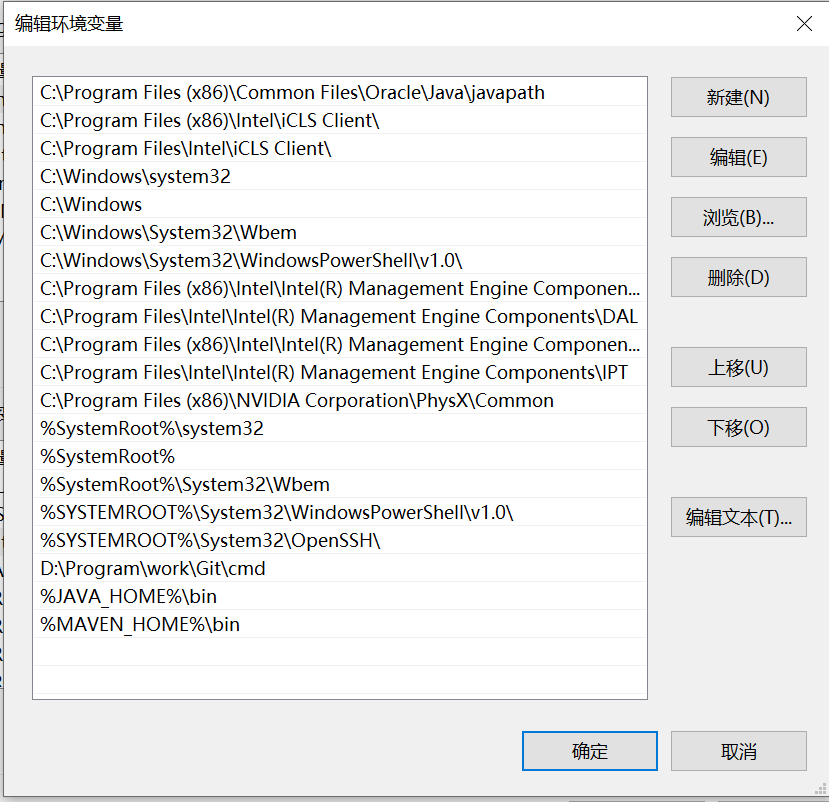 编辑环境变量
C:\Program Files (x86)\Common Files\Oracle\Java\javapath
C:\Program Files (x86)\Intel\iCLS Client\
C:\Program Files\Intel\iCLS Client\
C:\Windows\system32
C:\Windows
C:\Windows\System32\Wbem
C:\Windows\System32\WindowsPowerShell\v1.0\
C:\Program Files (x86)\Intel\Intel(R) Management Engine Componen...
C:\Program Files\Intel\Intel(R) Management Engine Components\DAL
C:\Program Files (x86)\Intel\Intel(R) Management Engine Componen...
C:\Program Files\Intel\Intel(R) Management Engine Components\IPT
C:\Program Files (x86)\NVIDIA Corporation\PhysX\Common
%SystemRoot%\system32
%SystemRoot%
%SystemRoot%\System32\Wbem
%SYSTEMROOT%\System32\WindowsPowerShell\v1.0\
%SYSTEMROOT%\System32\OpenSSH\
D:\Program\work\Git\cmd
%JAVA_HOME%\bin
%MAVEN_HOME%\bin
新建(N)
编辑(E)
浏览(B)...
删除(D)
上移(U)
下移(O)
编辑文本(T)...
确定
取消